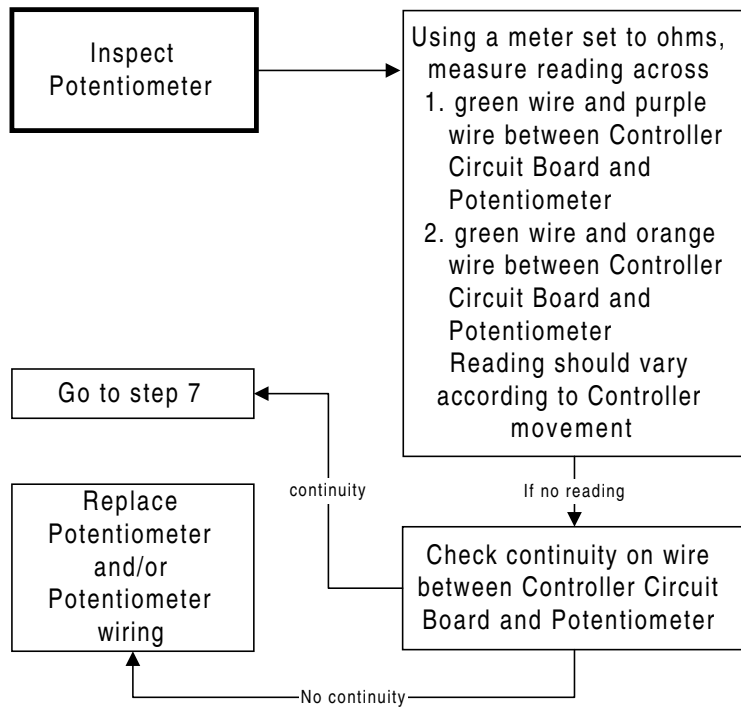 Inspect
Potentiometer
Using a meter set to ohms,
measure reading across
1. green wire and purple
wire between Controller
Circuit Board and
Potentiometer
2. green wire and orange
wire between Controller
Circuit Board and
Potentiometer
Reading should vary
according to Controller
movement
Go to step 7
continuity
If no reading
Replace
Potentiometer
and/or
Potentiometer
wiring
Check continuity on wire
between Controller Circuit
Board and Potentiometer
No continuity